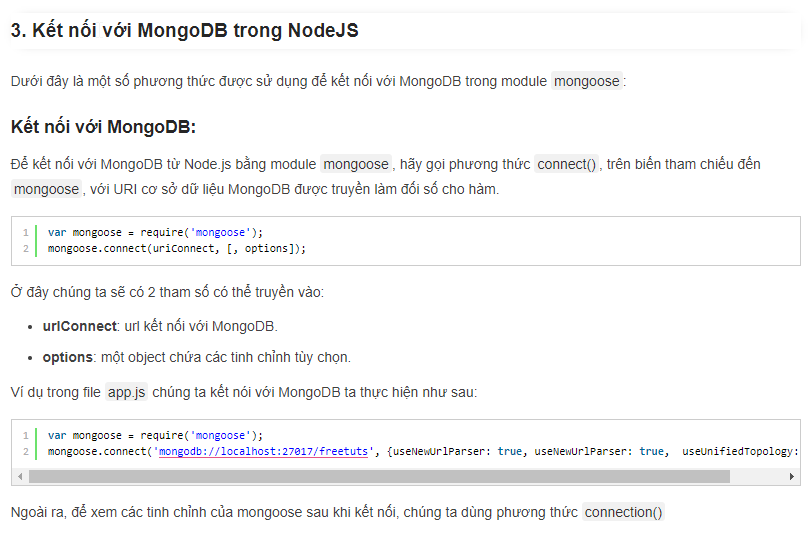 3. Kết nối với MongoDB trong NodeJS
Dưới đây là một số phương thức được sử dụng để kết nối với MongoDB trong module mongoose:
Kết nối với MongoDB:
Để kết nối với MongoDB từ Node.js bằng module mongoose, hãy gọi phương thức connect(), trên biến tham chiếu đến
mongoose, với URI cơ sở dữ liệu MongoDB được truyền làm đối số cho hàm.
1 var mongoose = require('mongoose');
2 mongoose.connect(uriConnect, [, options]);
Ở đây chúng ta sẽ có 2 tham số có thể truyền vào:
• urlConnect: url kết nối với MongoDB.
• options: một object chứa các tinh chỉnh tùy chọn.
Ví dụ trong file app.js chúng ta kết nói với MongoDB ta thực hiện như sau:
1 var mongoose = require('mongoose');
2 mongoose.connect('mongodb://localhost:27017/freetuts', {useNewUrlParser: true, useNewUrlParser: true, useUnifiedTopology:
Ngoài ra, để xem các tinh chỉnh của mongoose sau khi kết nối, chúng ta dùng phương thức connection()